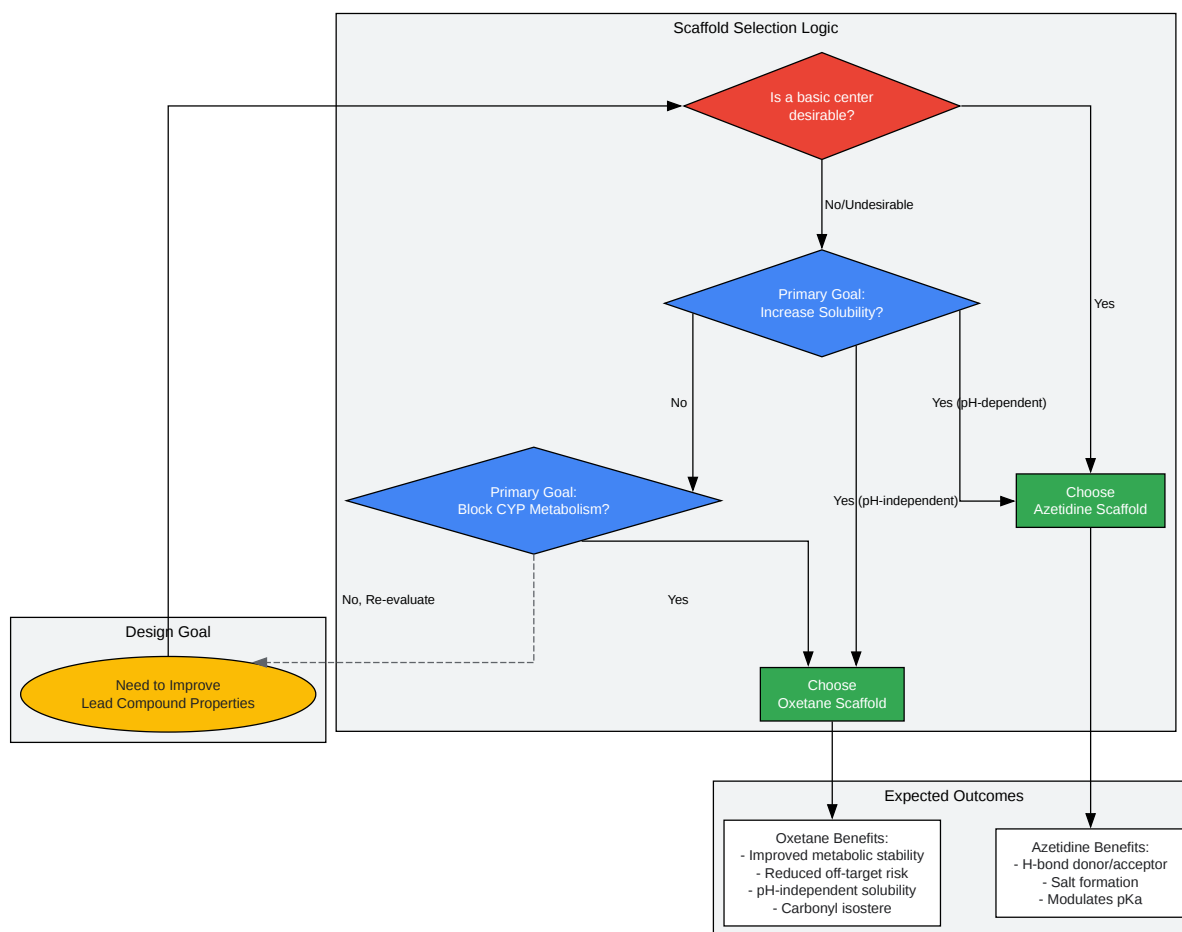 Scaffold Selection Logic
Is a basic center
desirable?
No/Undesirable
Primary Goal:
Increase Solubility?
Yes
No
Yes (pH-dependent)
Primary Goal:
Block CYP Metabolism?
Yes (pH-independent)
Choose
Azetidine Scaffold
No, Re-evaluate
Yes
Design Goal
Need to Improve
Lead Compound Properties
Choose
Oxetane Scaffold
Expected Outcomes
Oxetane Benefits:
- Improved metabolic stability
- Reduced off-target risk
- pH-independent solubility
- Carbonyl isostere
Azetidine Benefits:
- H-bond donor/acceptor
- Salt formation
- Modulates pKa